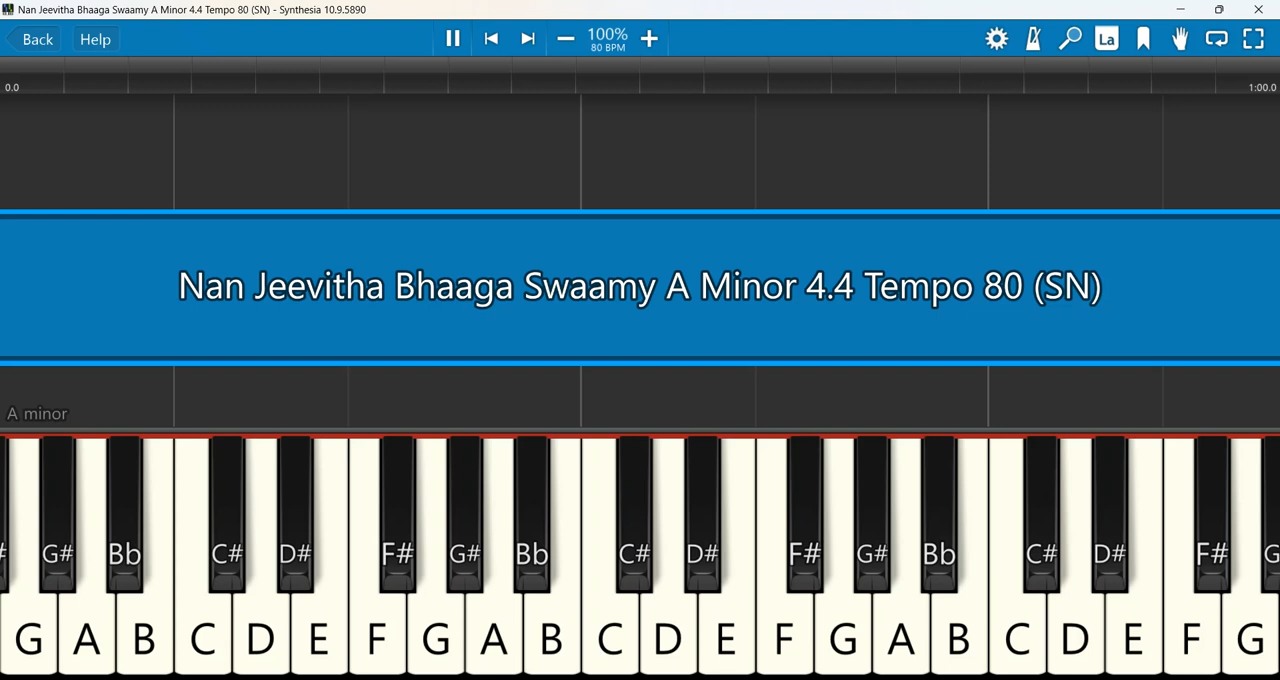 Nan Jeevitha Bhaaga Swaamy A Minor 4.4 Tempo 80 (SN) - Synthesia 10.9.5890
Back Help 100% La
80 BPM
0.0 1:00.0
Nan Jeevitha Bhaaga Swaamy A Minor 4.4 Tempo 80 (SN)
A minor
# G# Bb C# D# F# G# Bb C# D# F# G# Bb C# D# F# G
G A B C D E F G A B C D E F G A B C D E F G